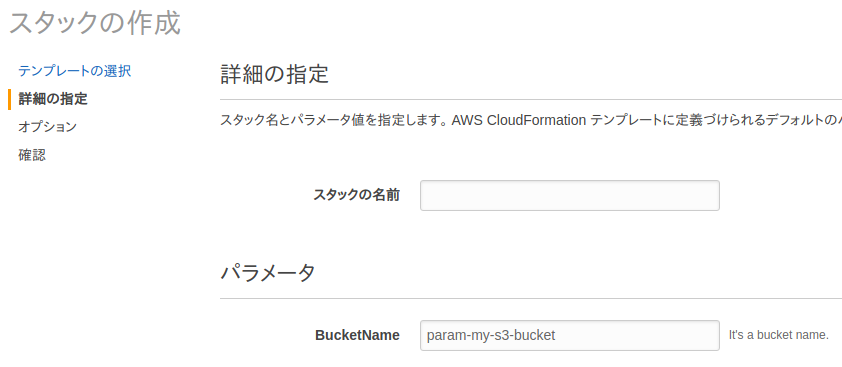 スタックの作成
テンプレートの選択
詳細の指定
オプション
確認
詳細の指定
スタック名とパラメータ値を指定します。AWS CloudFormation テンプレートに定義づけられるデフォルトの
スタックの名前
パラメータ
BucketName param-my-s3-bucket It's a bucket name.